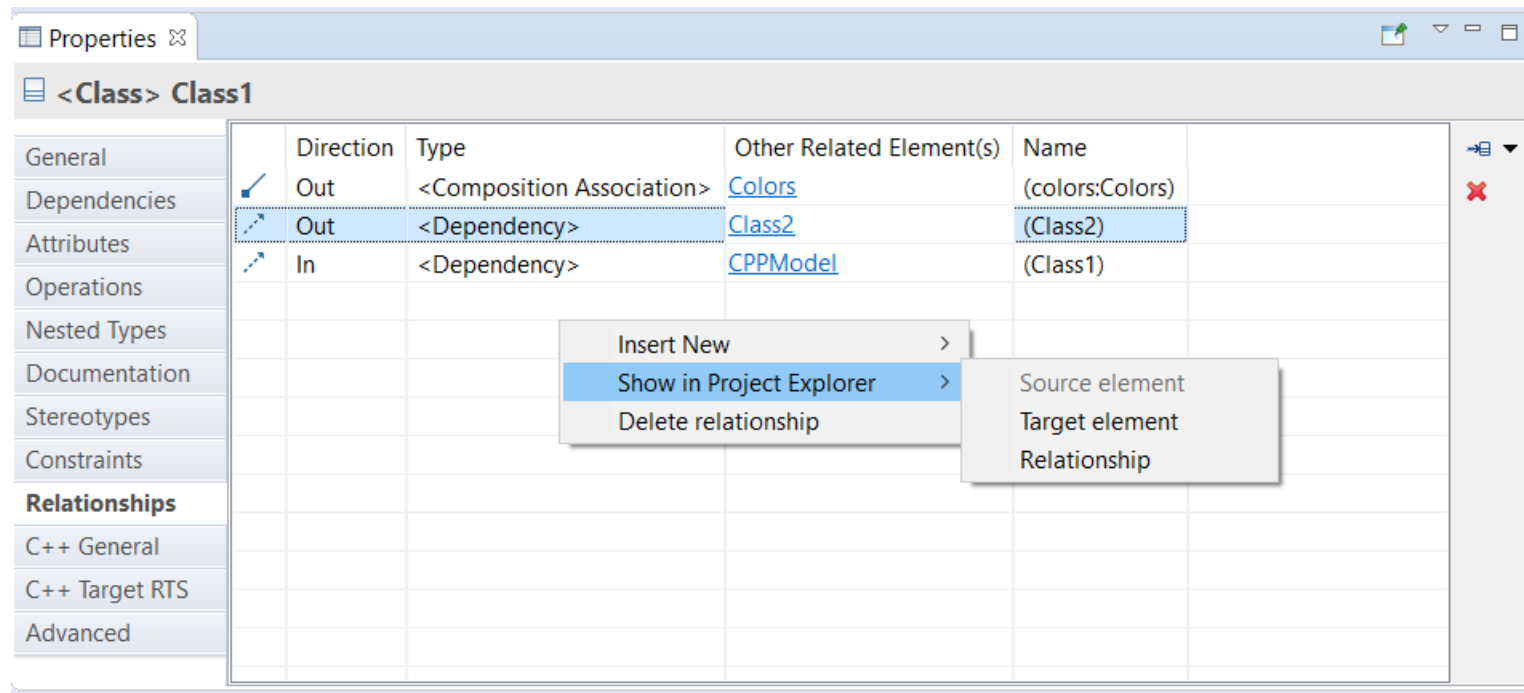 Properties
<Class> Class1
General
Dependencies
Attributes
Operations
Nested Types
Documentation
Stereotypes
Constraints
Relationships
C++ General
C++ Target RTS
Advanced
Direction Type Other Related Element(s) Name
Out <Composition Association> Colors (colors:Colors)
Out <Dependency> Class2 (Class2)
In <Dependency> CPPModel (Class1)
Insert New
Show in Project Explorer
Delete relationship
Source element
Target element
Relationship